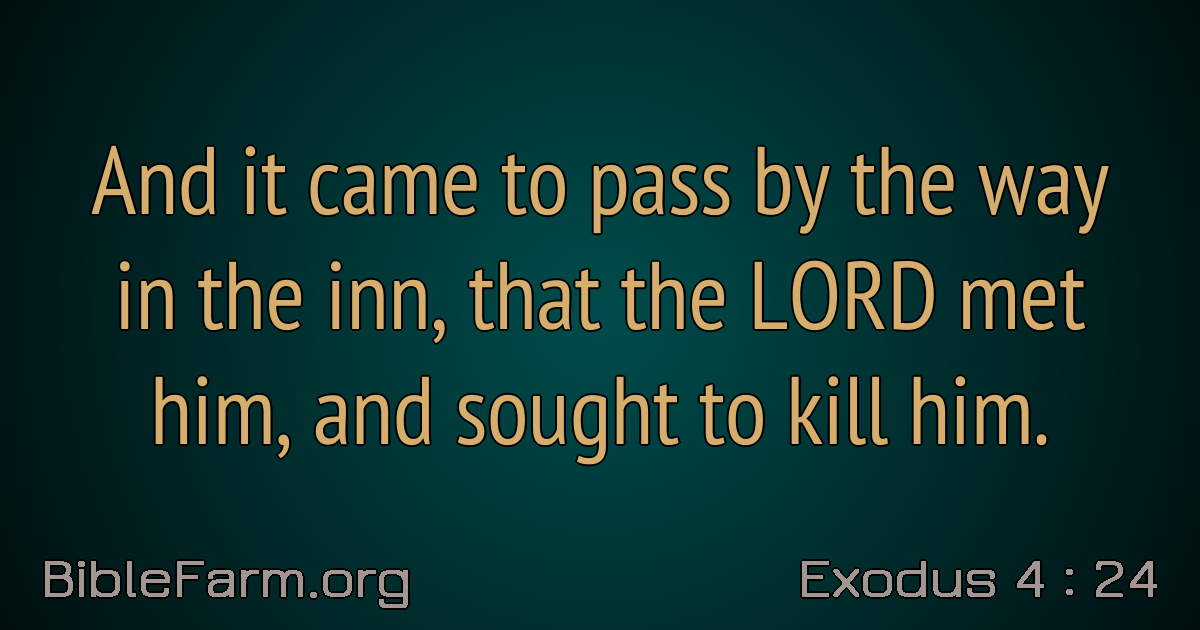 And it came to pass by the way
in the inn, that the LORD met
him, and sought to kill him.
BibleFarm.org
Exodus 4 : 24